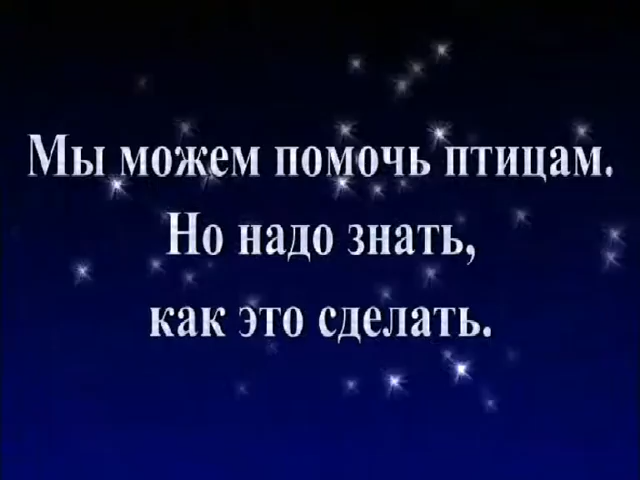 Мы можем помочь птицам.
Но надо знать,
как это сделать.